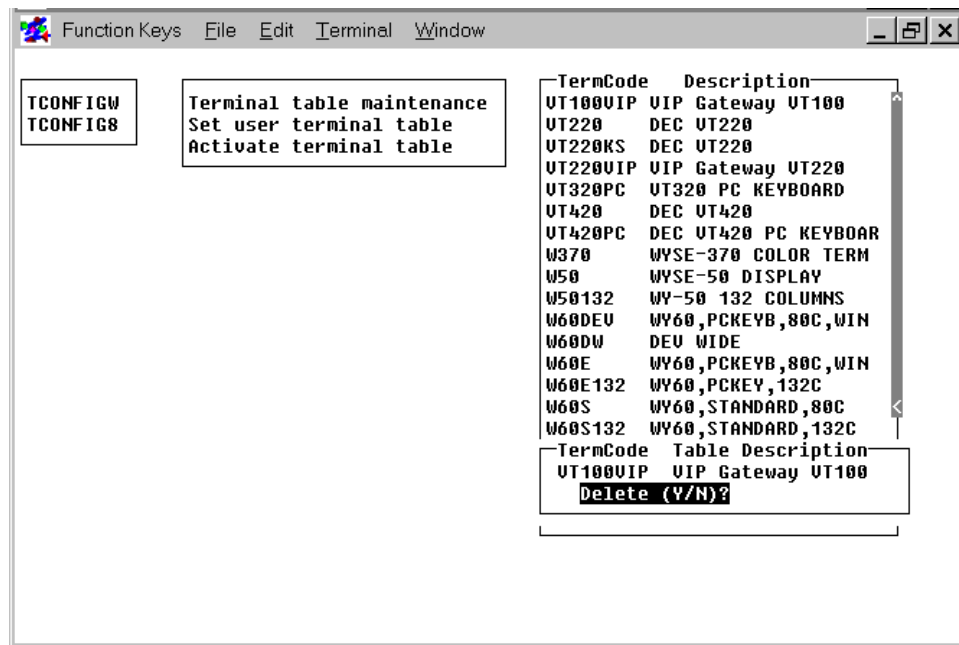 Function Keys File Edit Terminal Window
TCONFIGW
TCONFIG8
Terminal table maintenance
Set user terminal table
Activate terminal table
TermCode Description
VT100VIP VIP Gateway VT100
VT220 DEC VT220
VT220KS DEC VT220
VT220VIP VIP Gateway VT220
VT320PC VT320 PC KEYBOARD
VT420 DEC VT420
VT420PC DEC VT420 PC KEYBOAR
W370 WYSE-370 COLOR TERM
W50 WYSE-50 DISPLAY
W50132 WY-50 132 COLUMNS
W60DEV WY60,PCKEYB,80C,WIN
W60DW DEV WIDE
W60E WY60,PCKEYB,80C,WIN
W60E132 WY60,PCKEY,132C
W60S WY60,STANDARD,80C
W60S132 WY60,STANDARD,132C
TermCode Table Description
VT100VIP VIP Gateway VT100
Delete (Y/N)?